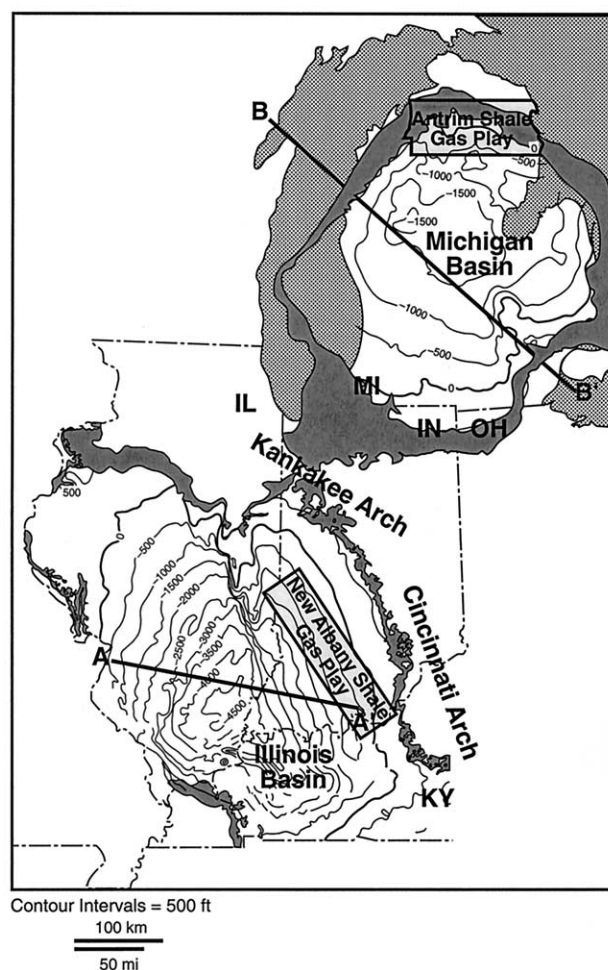 B
Antrim Shale
Gas Play
0
-500
-1000
-1500
-1500
Michigan
Basin
-1000
-500
0
B'
MI
IL
IN
OH
Kankakee Arch
500
-500
-1000
-1500
-2000
-2500
-3000
-3500
-4000
-4500
New Albany Shale
Gas Play
Cincinnati Arch
A
A'
Illinois
Basin
KY
Contour Intervals = 500 ft
100 km
50 mi